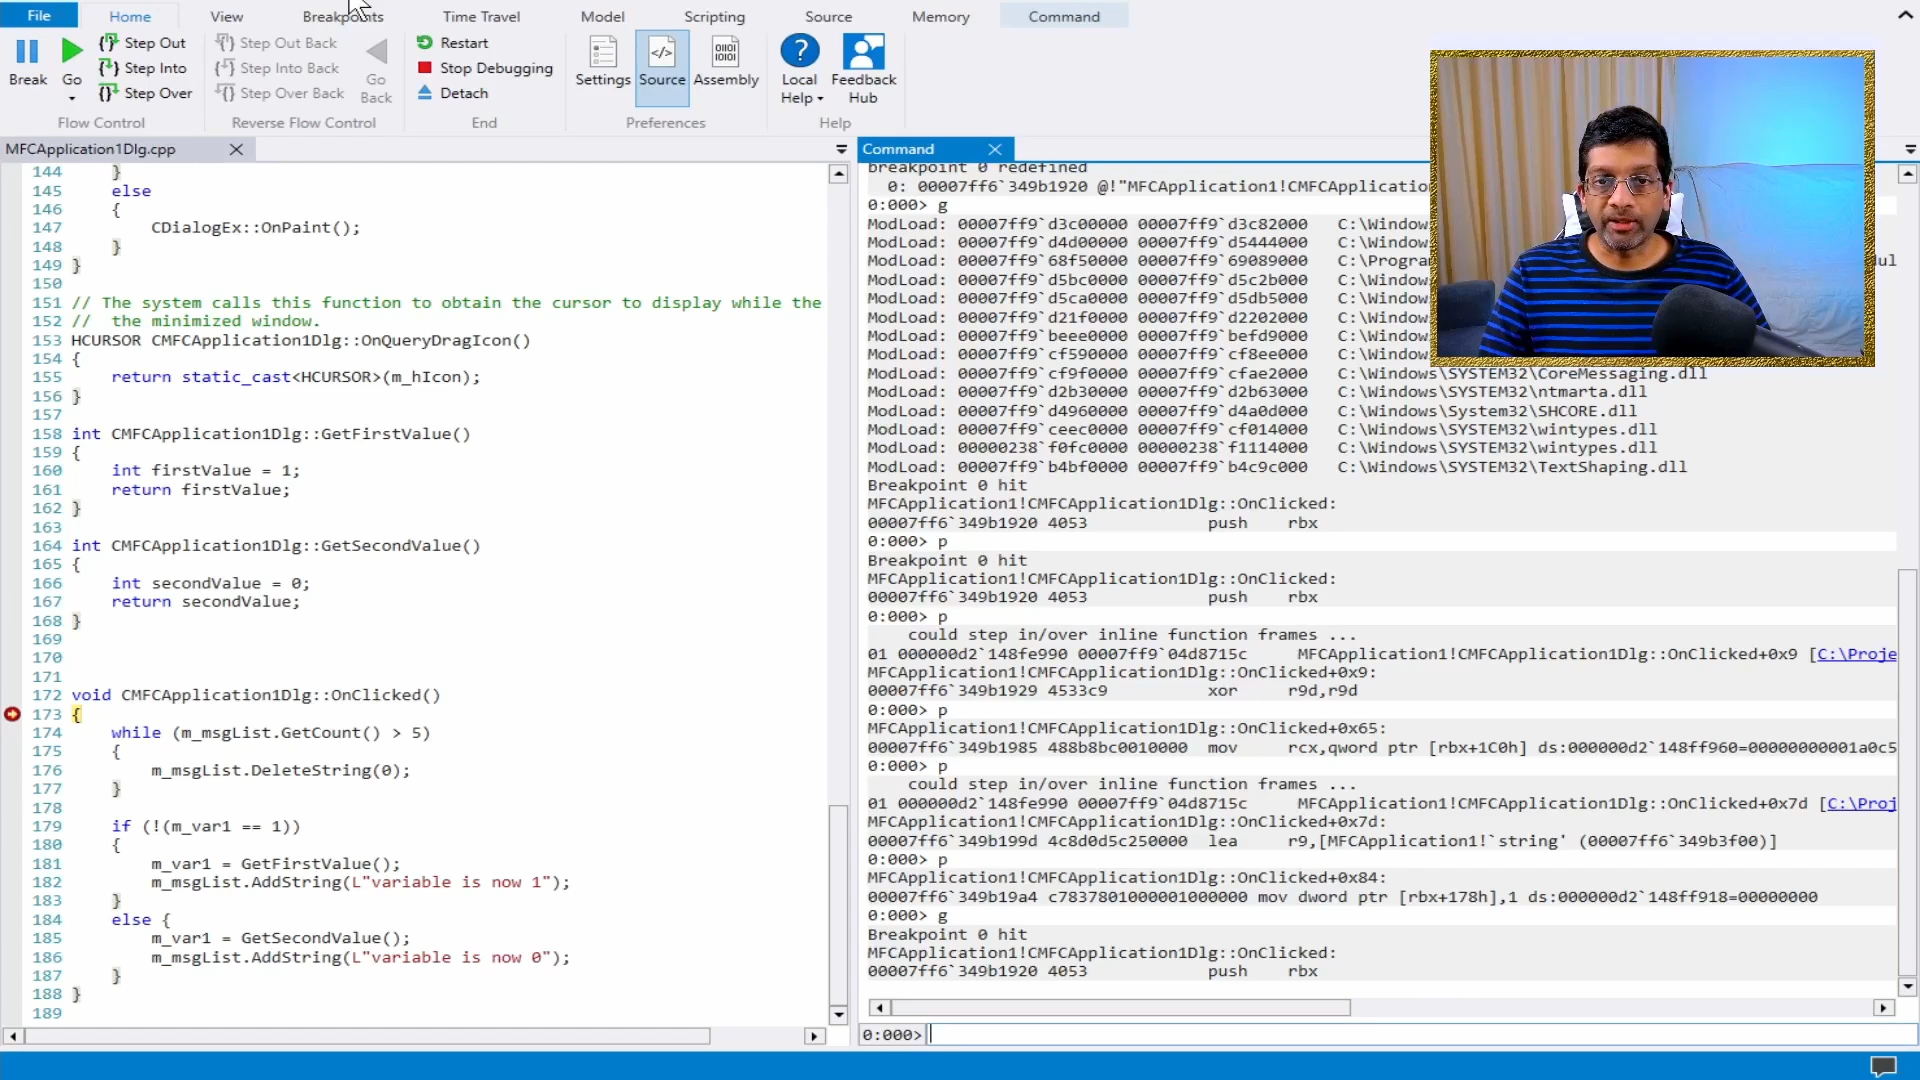 File Home View Breakpoints Time Travel Model Scripting Source Memory Command
Break
Go
Step Out
Step Into
Step Over
Flow Control
Step Out Back
Step Into Back
Step Over Back
Go Back
Reverse Flow Control
Restart
Stop Debugging
Detach
End
Settings Source Assembly
Preferences
Local Help
Feedback Hub
Help
MFCApplication1Dlg.cpp
144 }
145 else
146 {
147 CDialogEx::OnPaint();
148 }
149 }
150
151 // The system calls this function to obtain the cursor to display while the
152 //  the minimized window.
153 HCURSOR CMFCApplication1Dlg::OnQueryDragIcon()
154 {
155 return static_cast<HCURSOR>(m_hIcon);
156 }
157
158 int CMFCApplication1Dlg::GetFirstValue()
159 {
160 int firstValue = 1;
161 return firstValue;
162 }
163
164 int CMFCApplication1Dlg::GetSecondValue()
165 {
166 int secondValue = 0;
167 return secondValue;
168 }
169
170
171
172 void CMFCApplication1Dlg::OnClicked()
173 {
174 while (m_msgList.GetCount() > 5)
175 {
176 m_msgList.DeleteString(0);
177 }
178
179 if (!(m_var1 == 1))
180 {
181 m_var1 = GetFirstValue();
182 m_msgList.AddString(L"variable is now 1");
183 }
184 else {
185 m_var1 = GetSecondValue();
186 m_msgList.AddString(L"variable is now 0");
187 }
188 }
189
Command
breakpoint 0 redefined
0: 00007ff6`349b1920 @!"MFCApplication1!CMFCApplicatio
0:000> g
ModLoad: 00007ff9`d3c00000 00007ff9`d3c82000   C:\Window
ModLoad: 00007ff9`d4d00000 00007ff9`d5444000   C:\Window
ModLoad: 00007ff9`68f50000 00007ff9`69089000   C:\Progra ul
ModLoad: 00007ff9`d5bc0000 00007ff9`d5c2b000   C:\Window
ModLoad: 00007ff9`d5ca0000 00007ff9`d5db5000   C:\Window
ModLoad: 00007ff9`d21f0000 00007ff9`d2202000   C:\Window
ModLoad: 00007ff9`beee0000 00007ff9`befd9000   C:\Window
ModLoad: 00007ff9`cf590000 00007ff9`cf8ee000   C:\Window
ModLoad: 00007ff9`cf9f0000 00007ff9`cfae2000   C:\Windows\SYSTEM32\CoreMessaging.dll
ModLoad: 00007ff9`d2b30000 00007ff9`d2b63000   C:\Windows\SYSTEM32\ntmarta.dll
ModLoad: 00007ff9`d4960000 00007ff9`d4a0d000   C:\Windows\System32\SHCORE.dll
ModLoad: 00007ff9`ceec0000 00007ff9`cf014000   C:\Windows\SYSTEM32\wintypes.dll
ModLoad: 00000238`f0fc0000 00000238`f1114000   C:\Windows\SYSTEM32\wintypes.dll
ModLoad: 00007ff9`b4bf0000 00007ff9`b4c9c000   C:\Windows\SYSTEM32\TextShaping.dll
Breakpoint 0 hit
MFCApplication1!CMFCApplication1Dlg::OnClicked:
00007ff6`349b1920 4053 push rbx
0:000> p
Breakpoint 0 hit
MFCApplication1!CMFCApplication1Dlg::OnClicked:
00007ff6`349b1920 4053 push rbx
0:000> p
could step in/over inline function frames ...
01 000000d2`148fe990 00007ff9`04d8715c MFCApplication1!CMFCApplication1Dlg::OnClicked+0x9 [C:\Proje
MFCApplication1!CMFCApplication1Dlg::OnClicked+0x9:
00007ff6`349b1929 4533c9 xor r9d,r9d
0:000> p
MFCApplication1!CMFCApplication1Dlg::OnClicked+0x65:
00007ff6`349b1985 488b8bc0010000 mov rcx,qword ptr [rbx+1C0h] ds:000000d2`148ff960=00000000001a0c5
0:000> p
could step in/over inline function frames ...
01 000000d2`148fe990 00007ff9`04d8715c MFCApplication1!CMFCApplication1Dlg::OnClicked+0x7d [C:\Proj
MFCApplication1!CMFCApplication1Dlg::OnClicked+0x7d:
00007ff6`349b199d 4c8d0d5c250000 lea r9,[MFCApplication1!`string' (00007ff6`349b3f00)]
0:000> p
MFCApplication1!CMFCApplication1Dlg::OnClicked+0x84:
00007ff6`349b19a4 c7837801000001000000 mov dword ptr [rbx+178h],1 ds:000000d2`148ff918=00000000
0:000> g
Breakpoint 0 hit
MFCApplication1!CMFCApplication1Dlg::OnClicked:
00007ff6`349b1920 4053 push rbx
0:000>